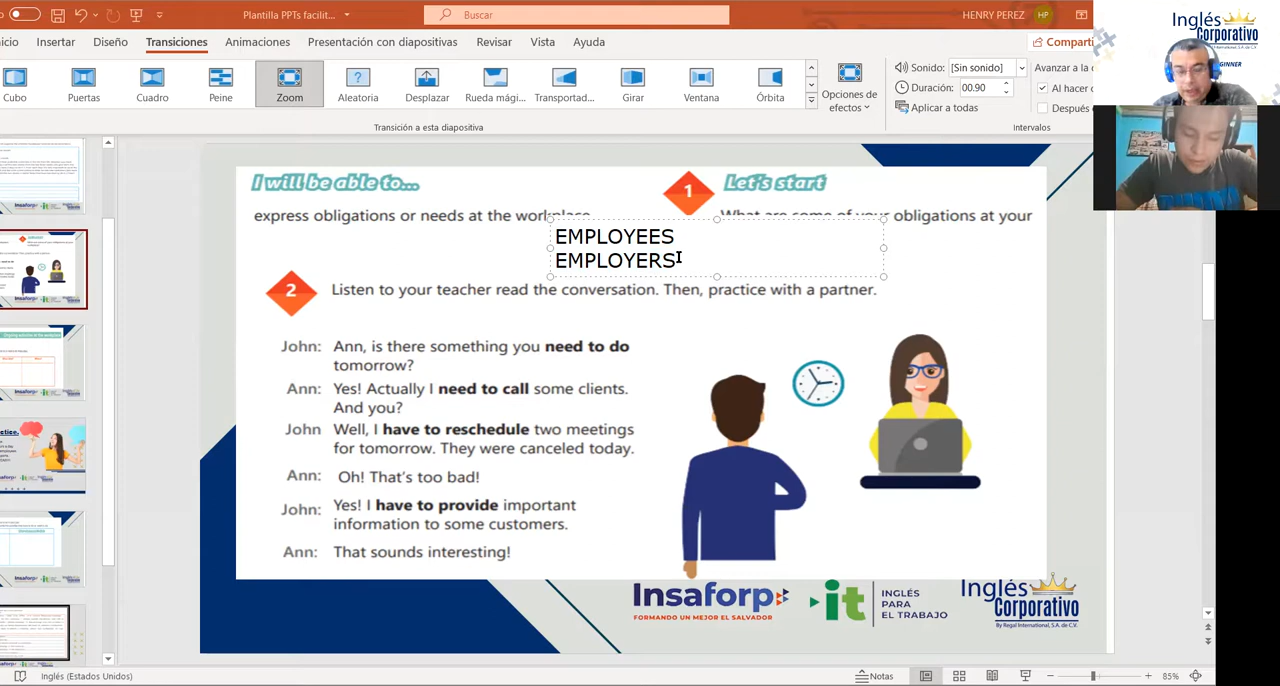 Plantilla PPTs facilit...
Buscar
HENRY PEREZ
HP
Insertar
Diseño
Transiciones
Animaciones
Presentación con diapositivas
Revisar
Vista
Ayuda
Cubo
Puertas
Cuadro
Peine
Zoom
Aleatoria
Desplazar
Rueda mági...
Transportad...
Girar
Ventana
Órbita
Opciones de
efectos
Sonido: [Sin sonido]
Duración: 00.90
Aplicar a todas
Avanzar a la
Al hacer
Después
Transición a esta diapositiva
Intervalos
Inglés
Corporativo
I will be able to...
express obligations or needs at the workplace
1
Let's start
What are some of your obligations at your
EMPLOYEES
EMPLOYERS
2
Listen to your teacher read the conversation. Then, practice with a partner.
John: Ann, is there something you need to do
tomorrow?
Ann: Yes! Actually I need to call some clients.
And you?
John Well, I have to reschedule two meetings
for tomorrow. They were canceled today.
Ann: Oh! That's too bad!
John: Yes! I have to provide important
information to some customers.
Ann: That sounds interesting!
Insaforp
FORMANDO UN MEJOR EL SALVADOR
it
INGLÉS
PARA
EL TRABAJO
Inglés
Corporativo
By Regal International, S.A. de C.V.
Inglés (Estados Unidos)
Notas
85%